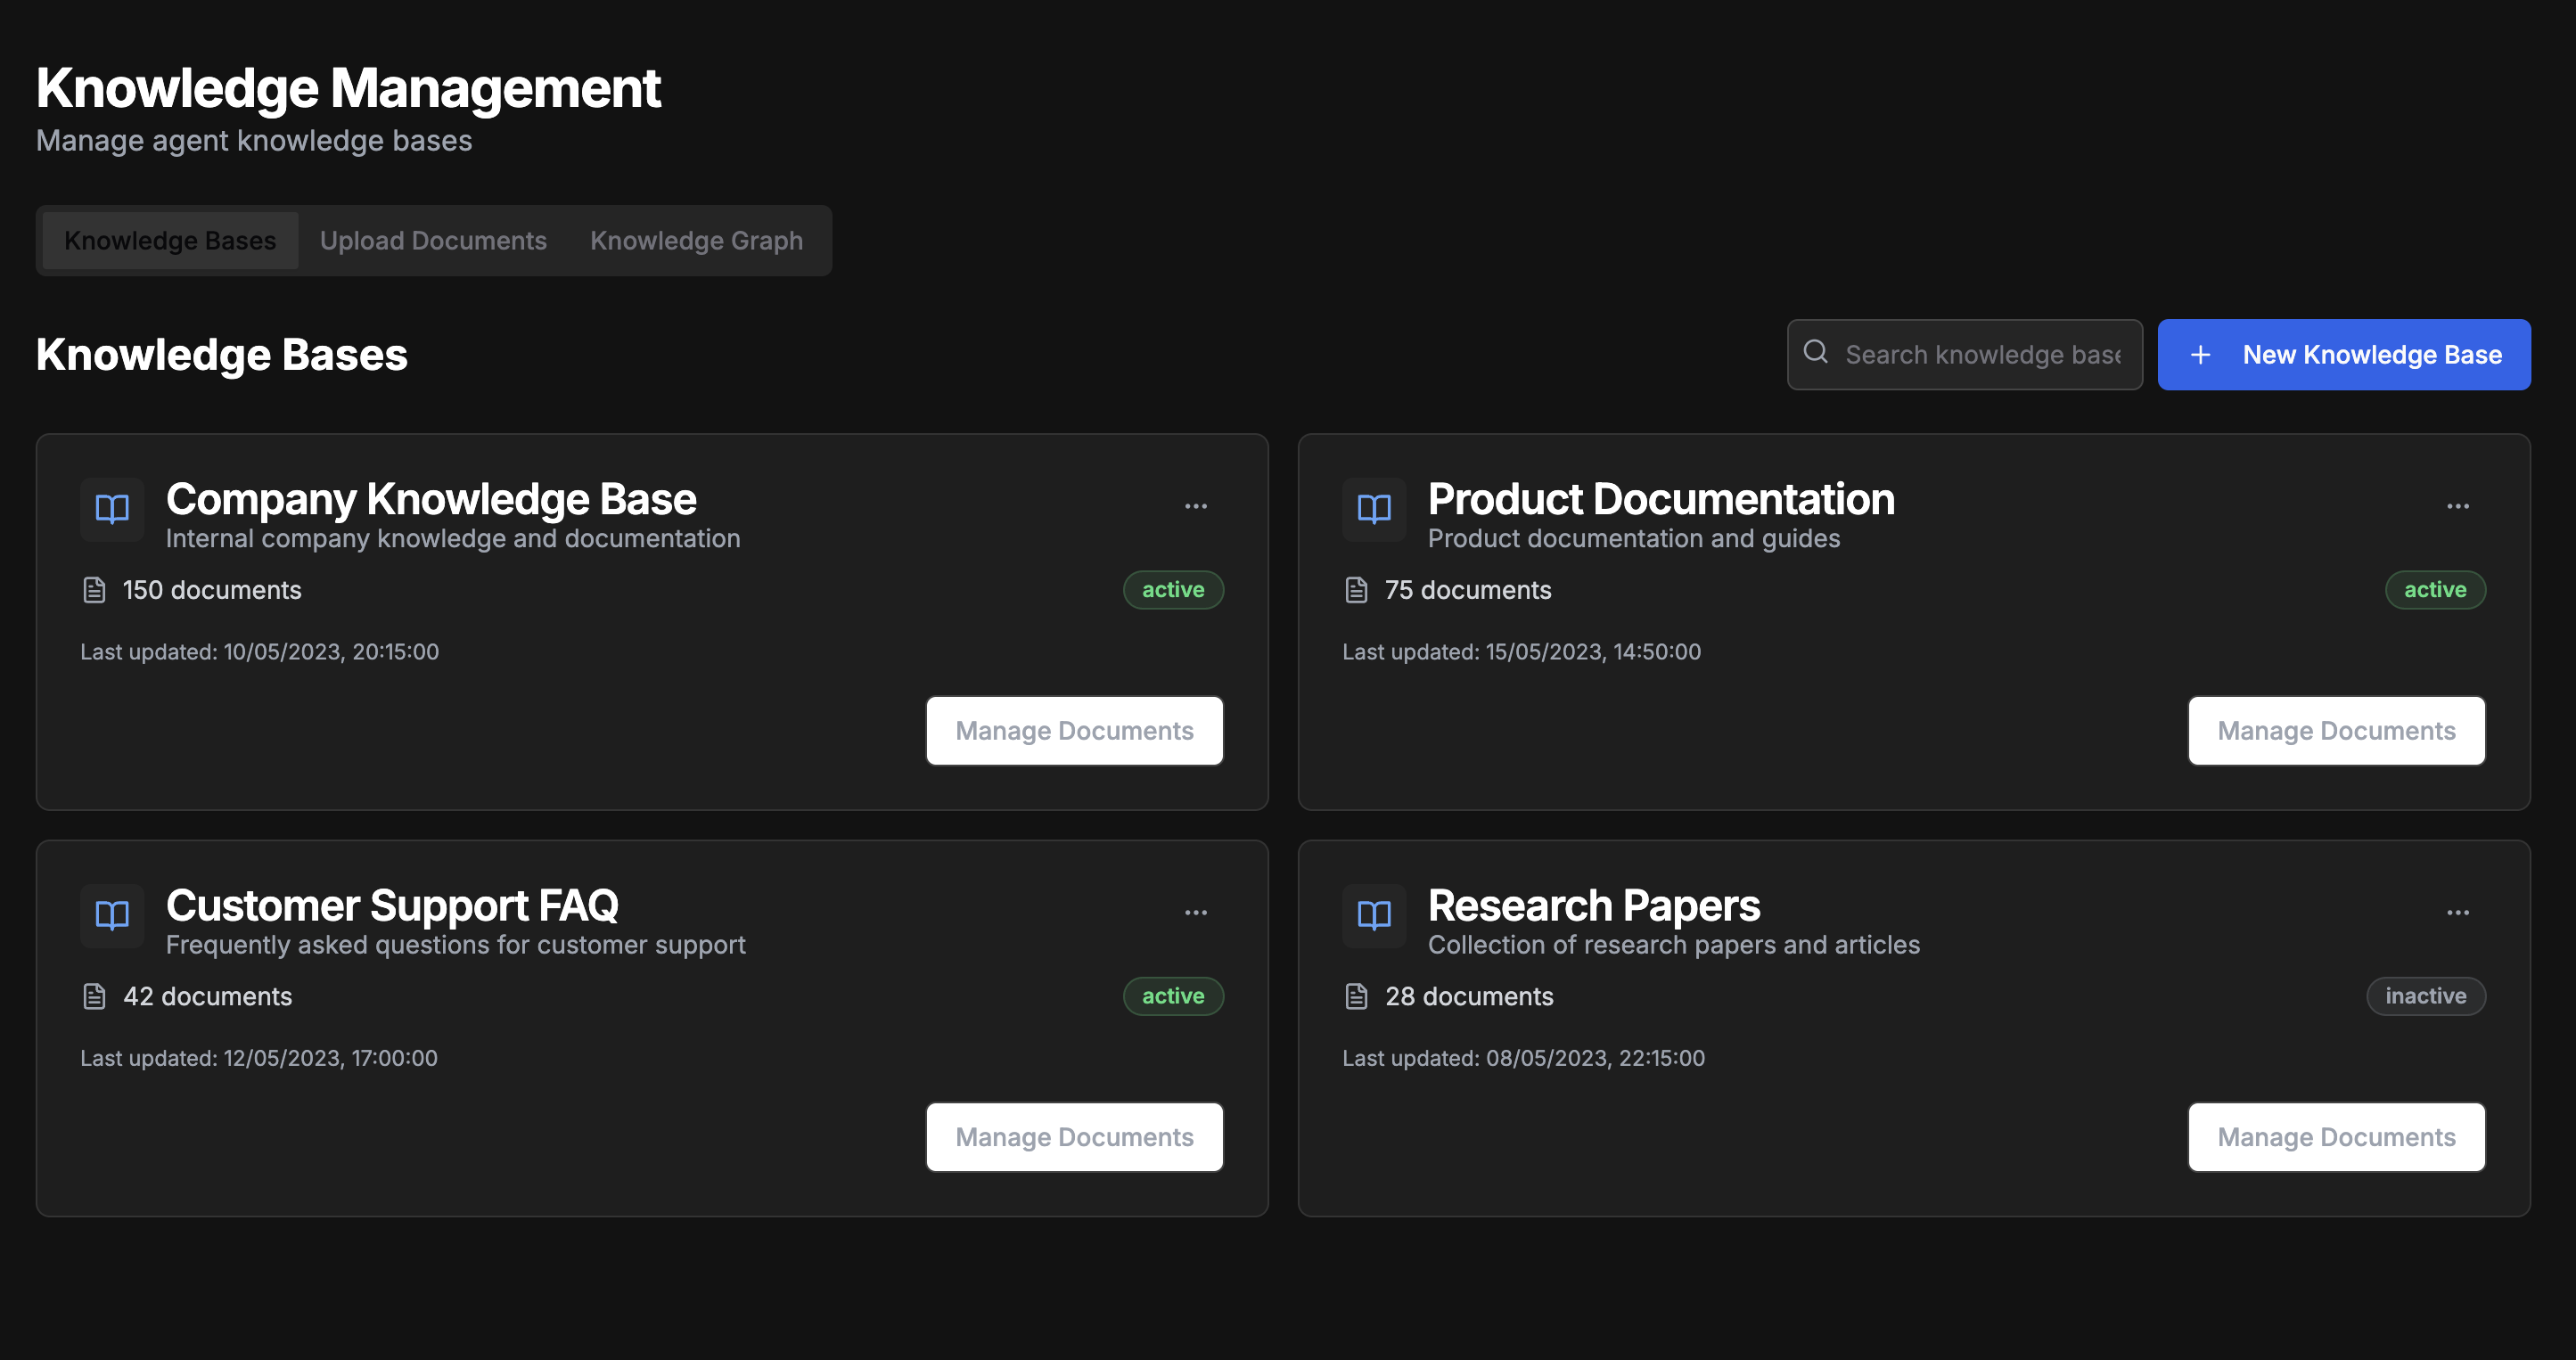 Knowledge Management
Manage agent knowledge bases
Knowledge Bases
Upload Documents
Knowledge Graph
Knowledge Bases
Search knowledge base
New Knowledge Base
Company Knowledge Base
Internal company knowledge and documentation
150 documents
active
Last updated: 10/05/2023, 20:15:00
Manage Documents
Product Documentation
Product documentation and guides
75 documents
active
Last updated: 15/05/2023, 14:50:00
Manage Documents
Customer Support FAQ
Frequently asked questions for customer support
42 documents
active
Last updated: 12/05/2023, 17:00:00
Manage Documents
Research Papers
Collection of research papers and articles
28 documents
inactive
Last updated: 08/05/2023, 22:15:00
Manage Documents